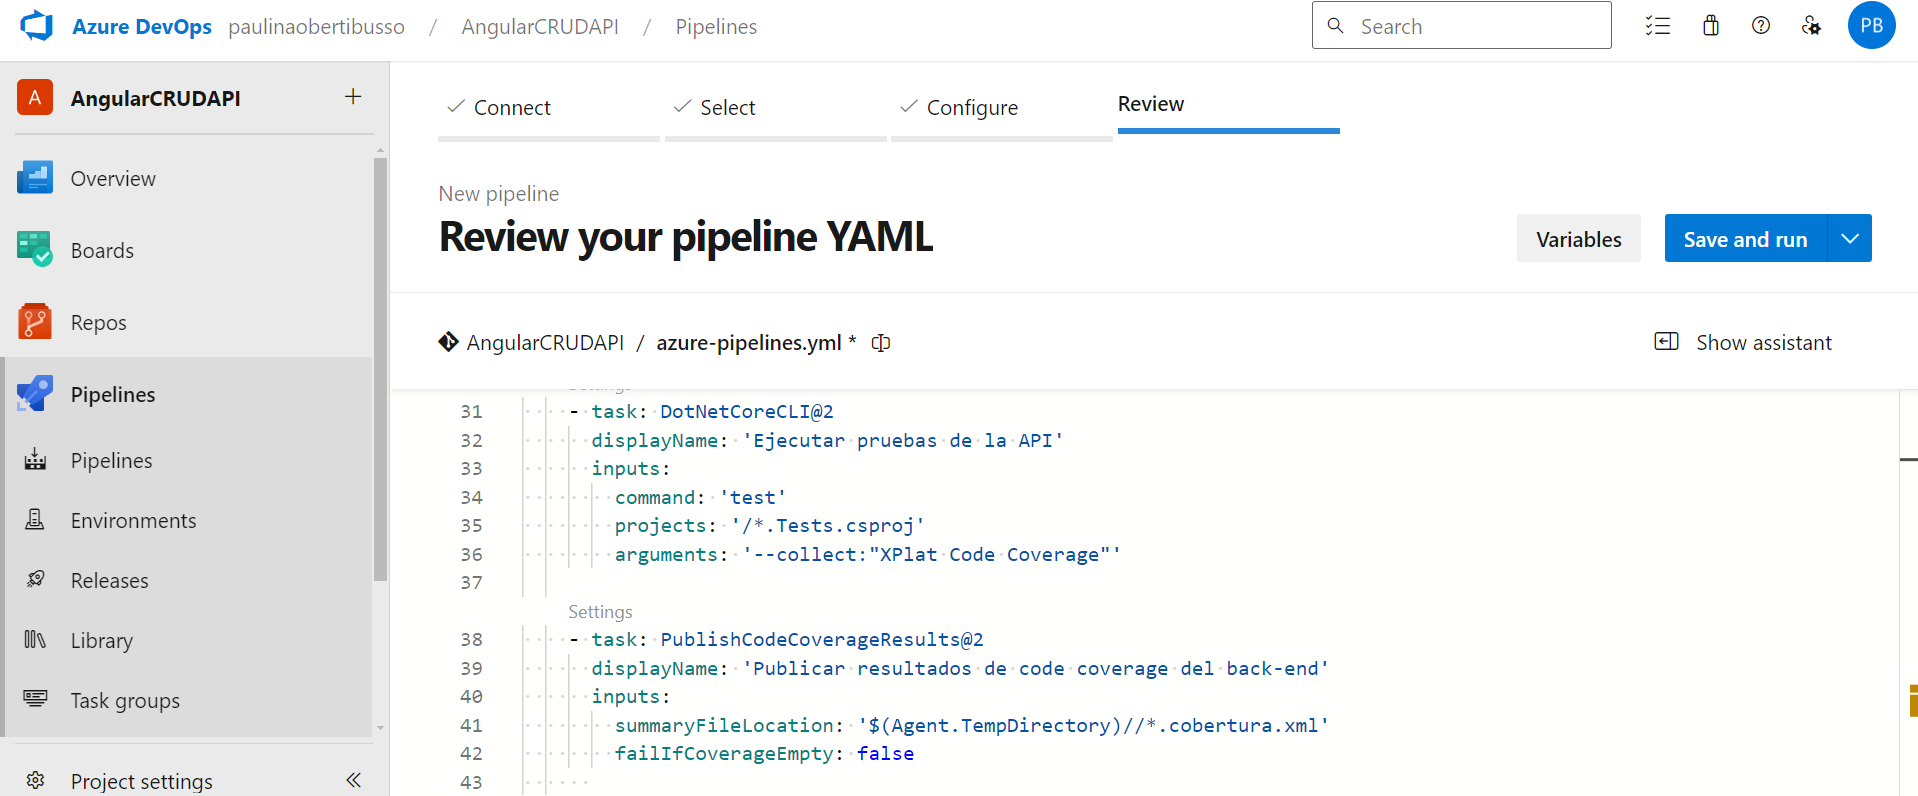 Azure DevOps paulinaobertibusso / AngularCRUDAPI / Pipelines
Search
PB
A AngularCRUDAPI +
Overview
Boards
Repos
Pipelines
Pipelines
Environments
Releases
Library
Task groups
Project settings
Connect
Select
Configure
Review
New pipeline
Review your pipeline YAML
Variables
Save and run
AngularCRUDAPI / azure-pipelines.yml *
Show assistant
Settings
31 - task: DotNetCoreCLI@2
32 displayName: 'Ejecutar pruebas de la API'
33 inputs:
34 command: 'test'
35 projects: '/*.Tests.csproj'
36 arguments: '--collect:"XPlat Code Coverage"'
37
Settings
38 - task: PublishCodeCoverageResults@2
39 displayName: 'Publicar resultados de code coverage del back-end'
40 inputs:
41 summaryFileLocation: '$(Agent.TempDirectory)//*.cobertura.xml'
42 failIfCoverageEmpty: false
43